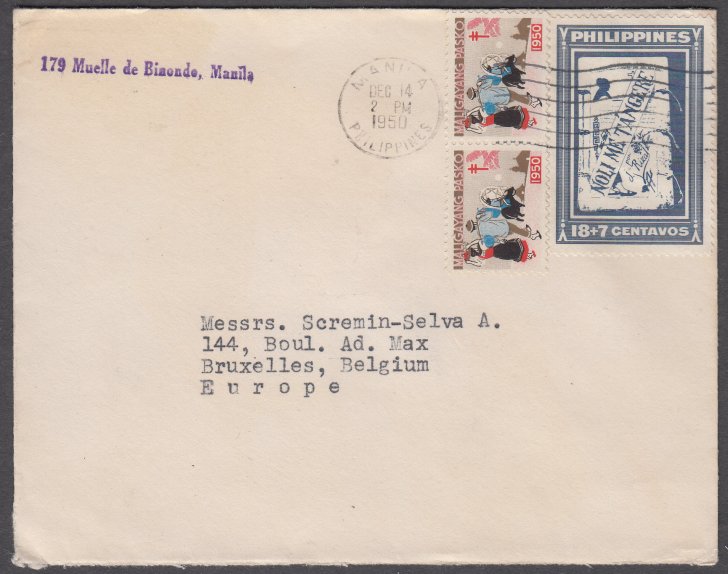 179 Muelle de Binondo, Manila
MANILA
DEC 14
2 PM
1950
PHILIPPINES
MALIGAYANG PASKO
1950
MALIGAYANG PASKO
1950
PHILIPPINES
NOLI ME TANGERE
18+7 CENTAVOS
Messrs. Scremin-Selva A.
144, Boul. Ad. Max
Bruxelles, Belgium
E u r o p e